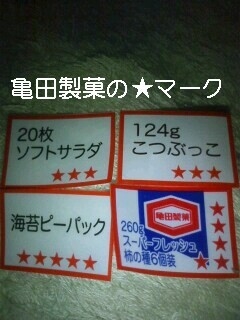 亀田製菓の★マーク
20枚
ソフトサラダ
★★★
124g
こつぶっこ
★★★
海苔ピーパック
★★★★★
亀田製菓
260g
スーパーフレッシュ
柿の種6個装
★★★★★